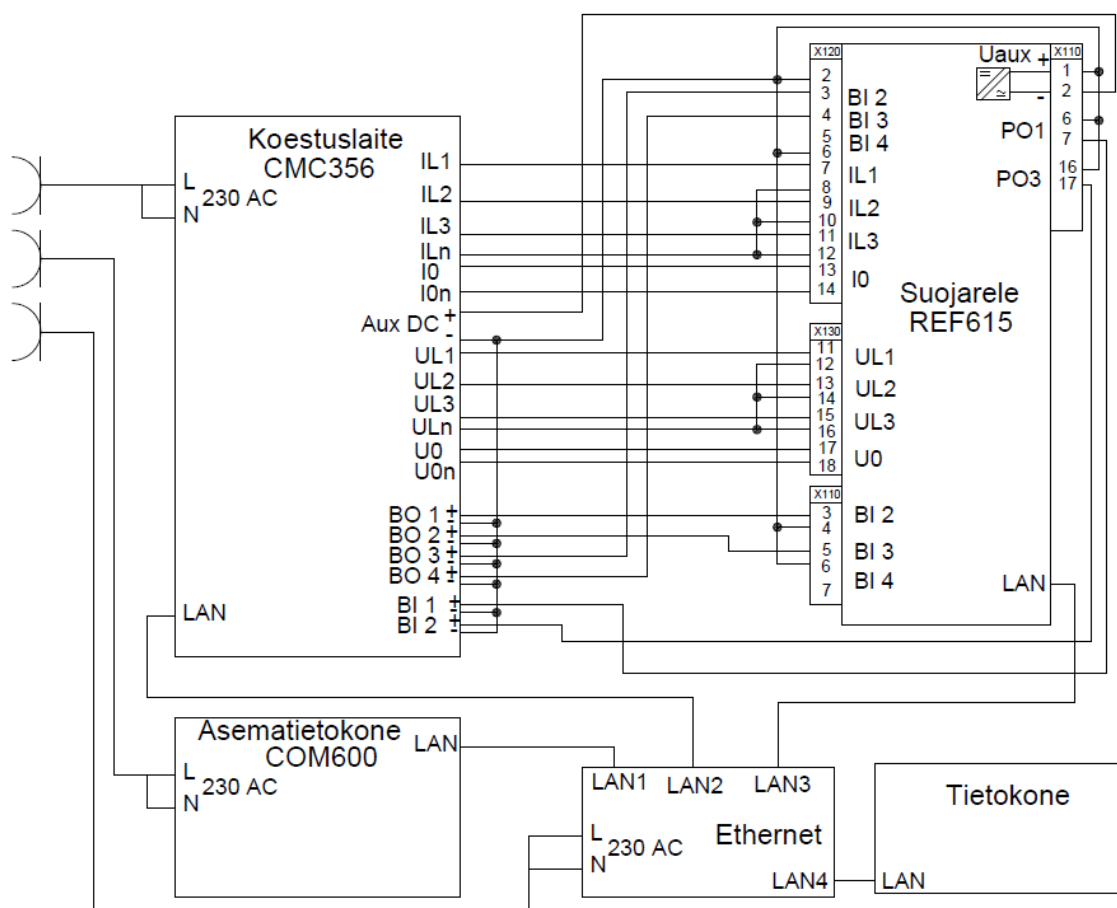 Koestuslaite
CMC356
L
230 AC
N
IL1
IL2
IL3
ILn
I0
I0n
Aux DC +
-
UL1
UL2
UL3
ULn
U0
U0n
BO 1 ±
-
BO 2 ±
-
BO 3 ±
-
BO 4 ±
-
BI 1 ±
-
BI 2 ±
-
LAN
X120
2
3
4
5
6
7
8
9
10
11
12
13
14
BI 2
BI 3
BI 4
IL1
IL2
IL3
I0
Uaux +
-
=
≃
X110
1
2
6
7
16
17
PO1
PO3
Suojarele
REF615
X130
11
12
13
14
15
16
17
18
UL1
UL2
UL3
U0
X110
3
4
5
6
7
BI 2
BI 3
BI 4
LAN
Asematietokone
COM600
LAN
L
230 AC
N
LAN1
LAN2
LAN3
Ethernet
L
230 AC
N
LAN4
Tietokone
LAN